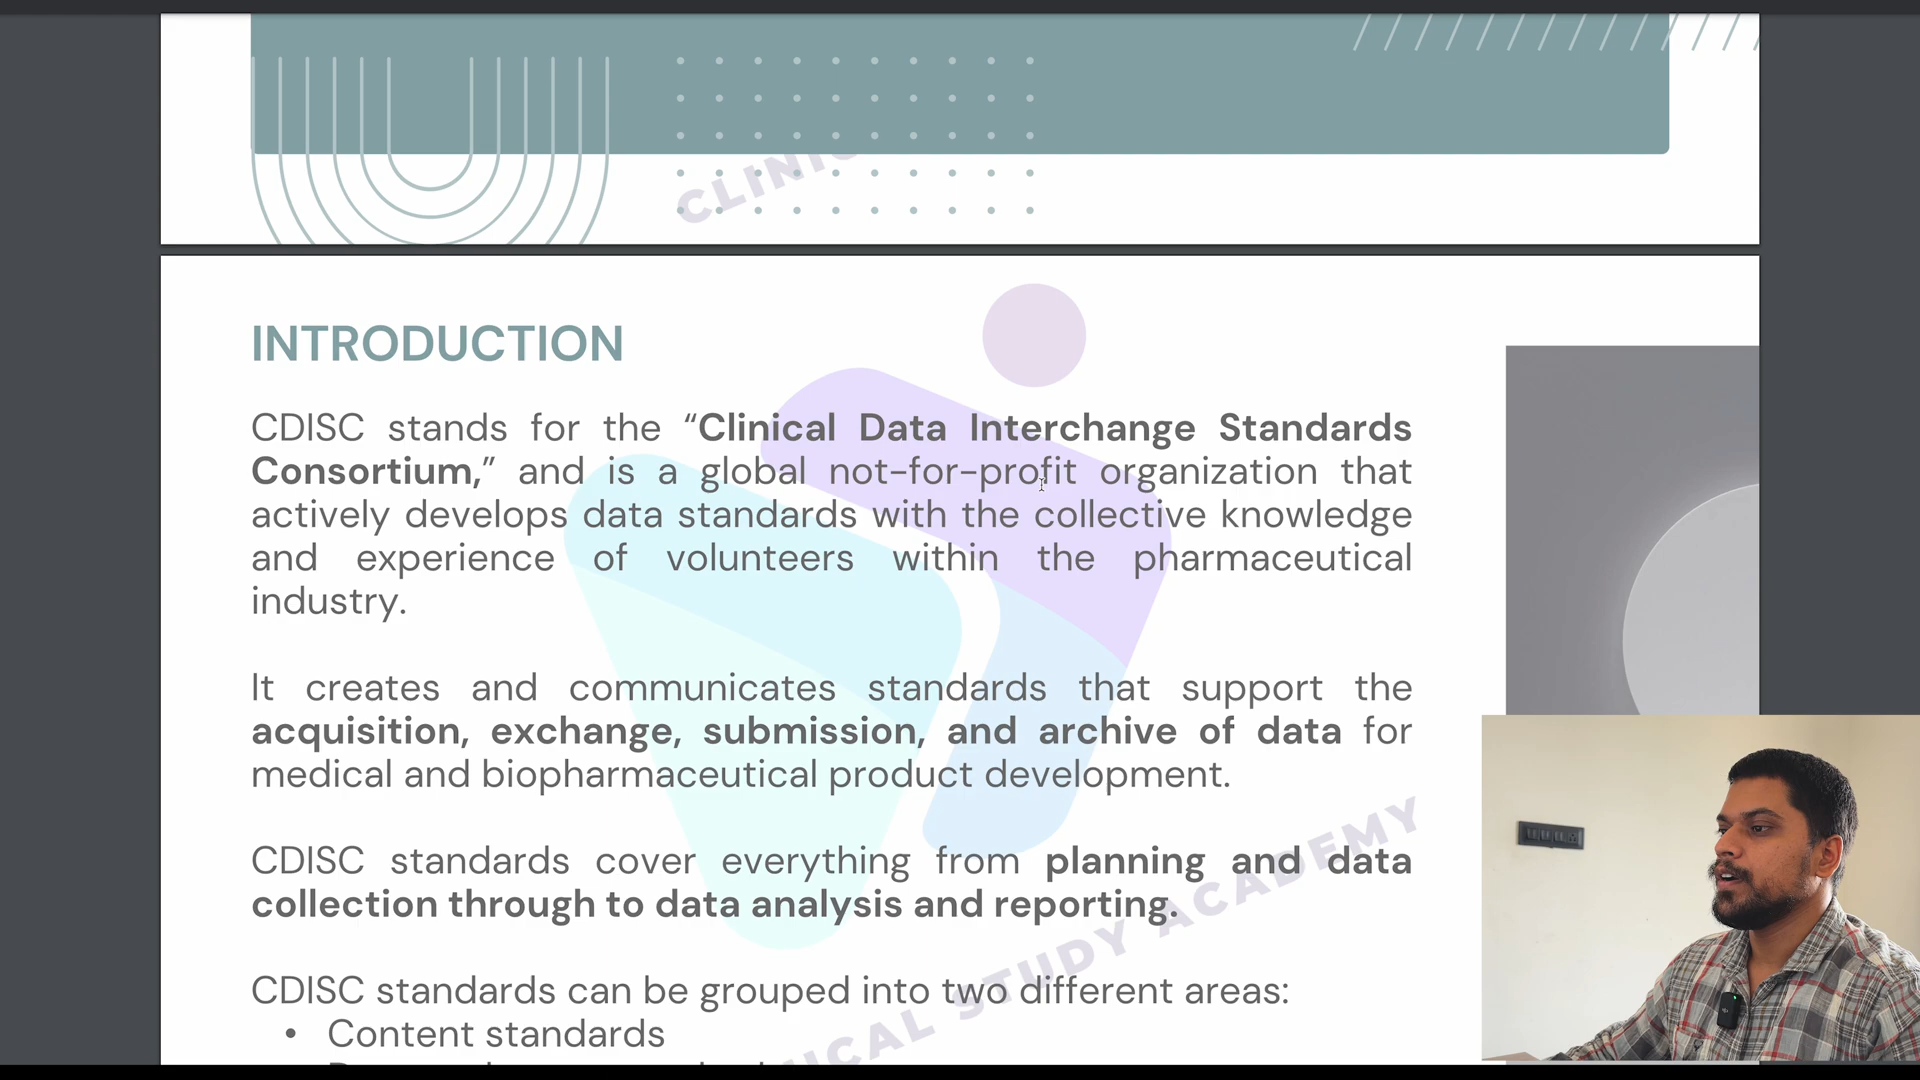 CLINIC
INTRODUCTION
CDISC stands for the “Clinical Data Interchange Standards
Consortium,” and is a global not-for-profit organization that
actively develops data standards with the collective knowledge
and experience of volunteers within the pharmaceutical
industry.
It creates and communicates standards that support the
acquisition, exchange, submission, and archive of data for
medical and biopharmaceutical product development.
CDISC standards cover everything from planning and data
collection through to data analysis and reporting.
CDISC standards can be grouped into two different areas:
• Content standards
ICAL STUDY ACADEMY